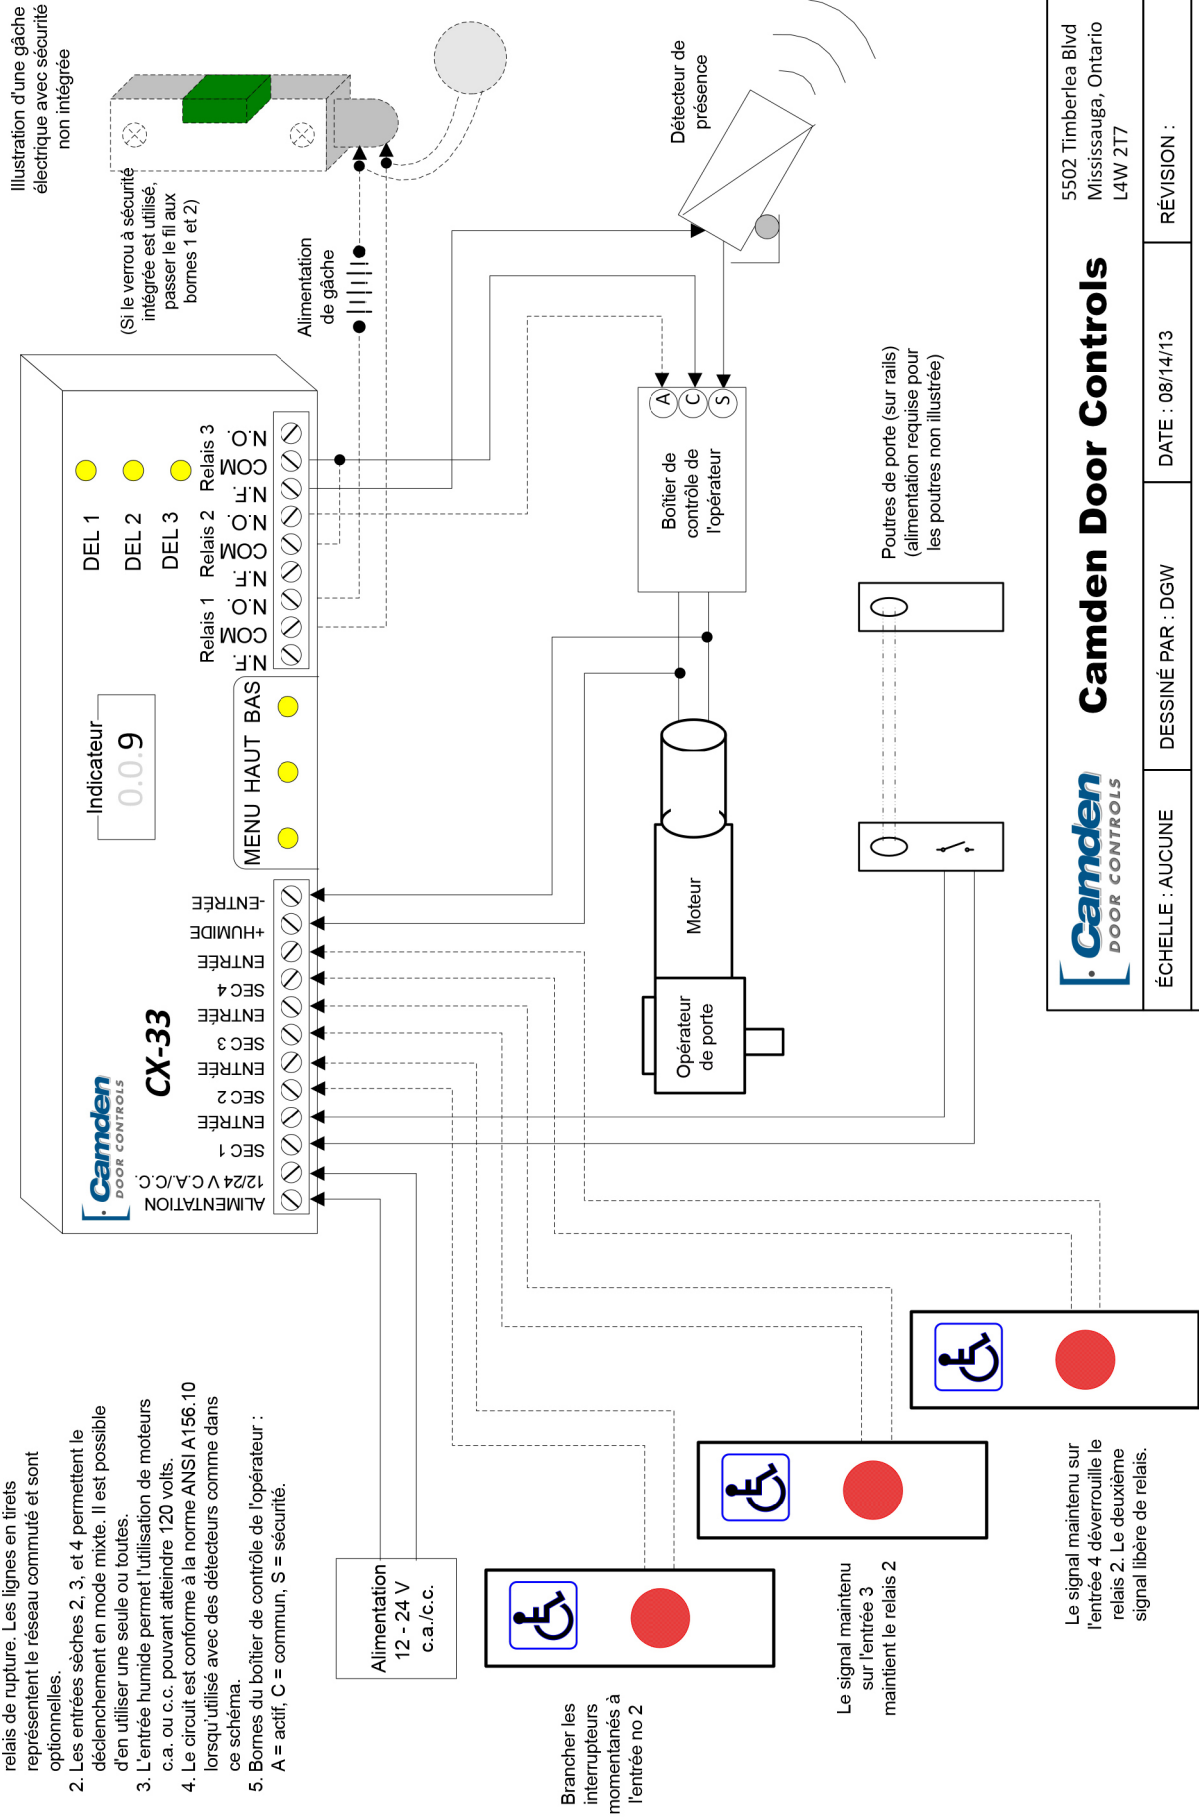 relais de rupture. Les lignes en tirets
représentent le réseau commuté et sont
optionnelles.
2. Les entrées sèches 2, 3, et 4 permettent le
déclenchement en mode mixte. Il est possible
d'en utiliser une seule ou toutes.
3. L'entrée humide permet l'utilisation de moteurs
c.a. ou c.c. pouvant atteindre 120 volts.
4. Le circuit est conforme à la norme ANSI A156.10
lorsqu'utilisé avec des détecteurs comme dans
ce schéma.
5. Bornes du boîtier de contrôle de l'opérateur :
A = actif, C = commun, S = sécurité.
Camden
DOOR CONTROLS
CX-33
Indicateur
0.0.9
DEL 1
DEL 2
DEL 3
ALIMENTATION
12/24 V C.A./C.C.
SEC 1
ENTRÉE
SEC 2
ENTRÉE
SEC 3
ENTRÉE
SEC 4
ENTRÉE
+HUMIDE
-ENTRÉE
MENU HAUT BAS
Relais 1
Relais 2
Relais 3
N.F.
COM
N.O.
N.F.
COM
N.O.
N.F.
COM
N.O.
Illustration d'une gâche
électrique avec sécurité
non intégrée
(Si le verrou à sécurité
intégrée est utilisé,
passer le fil aux
bornes 1 et 2)
Alimentation
de gâche
Alimentation
12 - 24 V
c.a./c.c.
Détecteur de
présence
Boîtier de
contrôle de
l'opérateur
A
C
S
Moteur
Opérateur
de porte
Poutres de porte (sur rails)
(alimentation requise pour
les poutres non illustrée)
Brancher les
interrupteurs
momentanés à
l'entrée no 2
Le signal maintenu
sur l'entrée 3
maintient le relais 2
Le signal maintenu sur
l'entrée 4 déverrouille le
relais 2. Le deuxième
signal libère de relais.
Camden
DOOR CONTROLS
Camden Door Controls
5502 Timberlea Blvd
Mississauga, Ontario
L4W 2T7
ÉCHELLE : AUCUNE
DESSINÉ PAR : DGW
DATE : 08/14/13
RÉVISION :